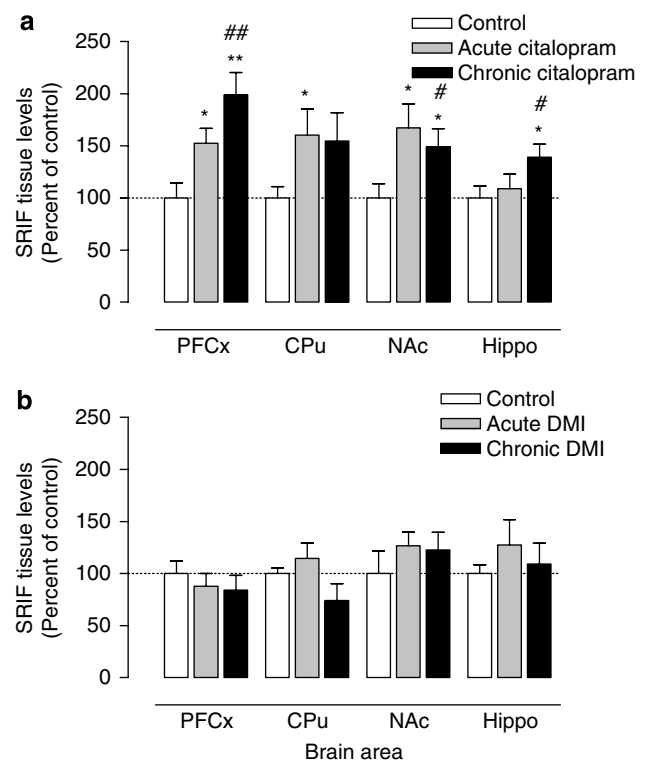 a
Control
Acute citalopram
Chronic citalopram
SRIF tissue levels
(Percent of control)
250
200
150
100
50
0
##
**
*
*
*
#
*
#
*
PFCx CPu NAc Hippo
b
Control
Acute DMI
Chronic DMI
SRIF tissue levels
(Percent of control)
250
200
150
100
50
0
PFCx CPu NAc Hippo
Brain area